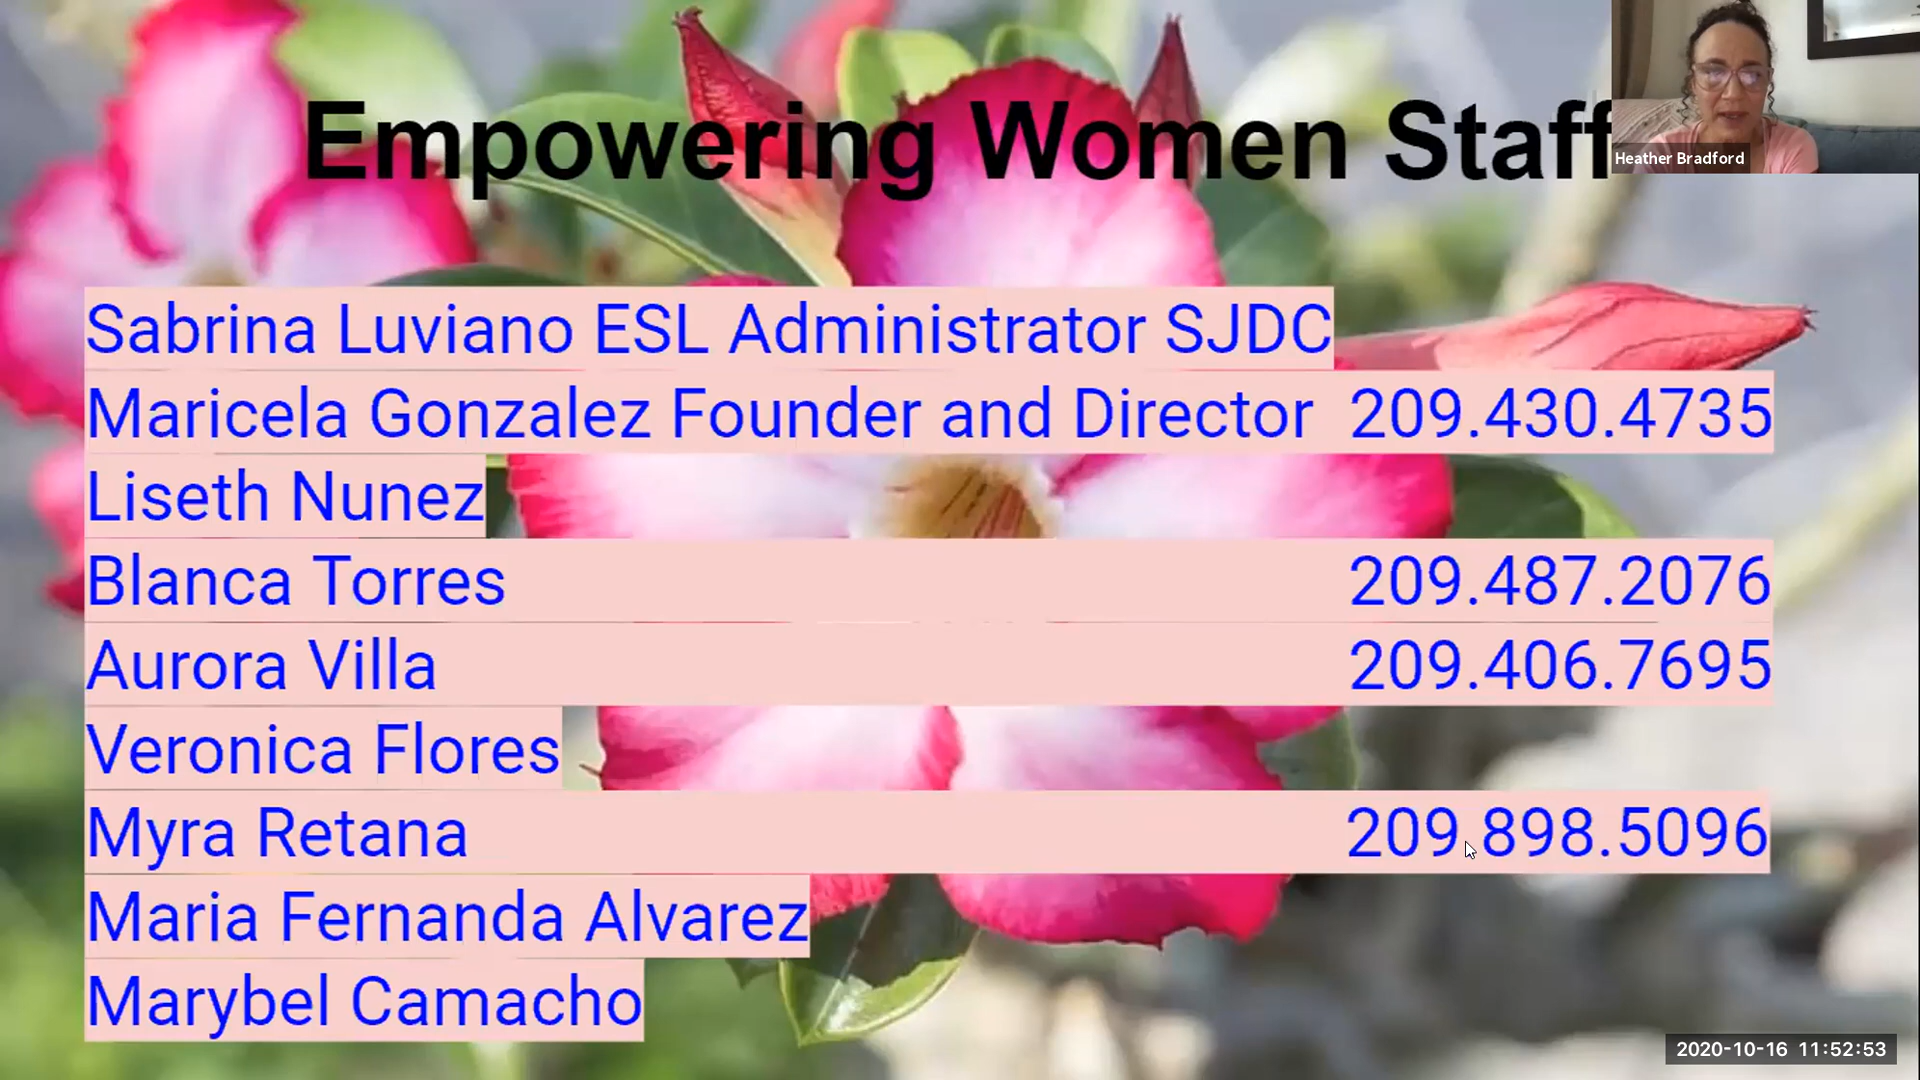 Empowering Women Staff
Heather Bradford
Sabrina Luviano ESL Administrator SJDC
Maricela Gonzalez Founder and Director 209.430.4735
Liseth Nunez
Blanca Torres 209.487.2076
Aurora Villa 209.406.7695
Veronica Flores
Myra Retana 209.898.5096
Maria Fernanda Alvarez
Marybel Camacho
2020-10-16 11:52:53